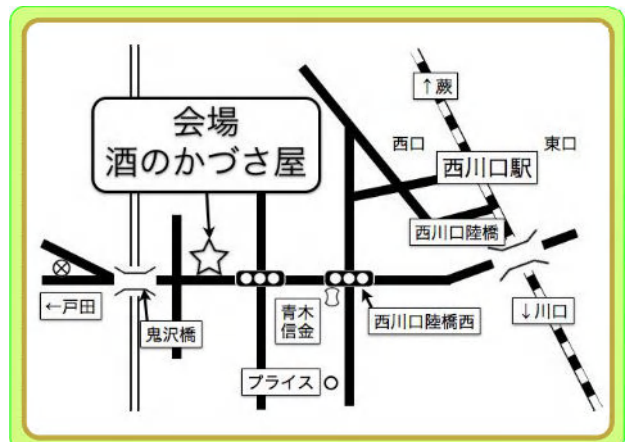 ↑蕨
会場
酒のかづさ屋
西口
東口
西川口駅
西川口陸橋
←戸田
鬼沢橋
青木
信金
西川口陸橋西
↓川口
プライス